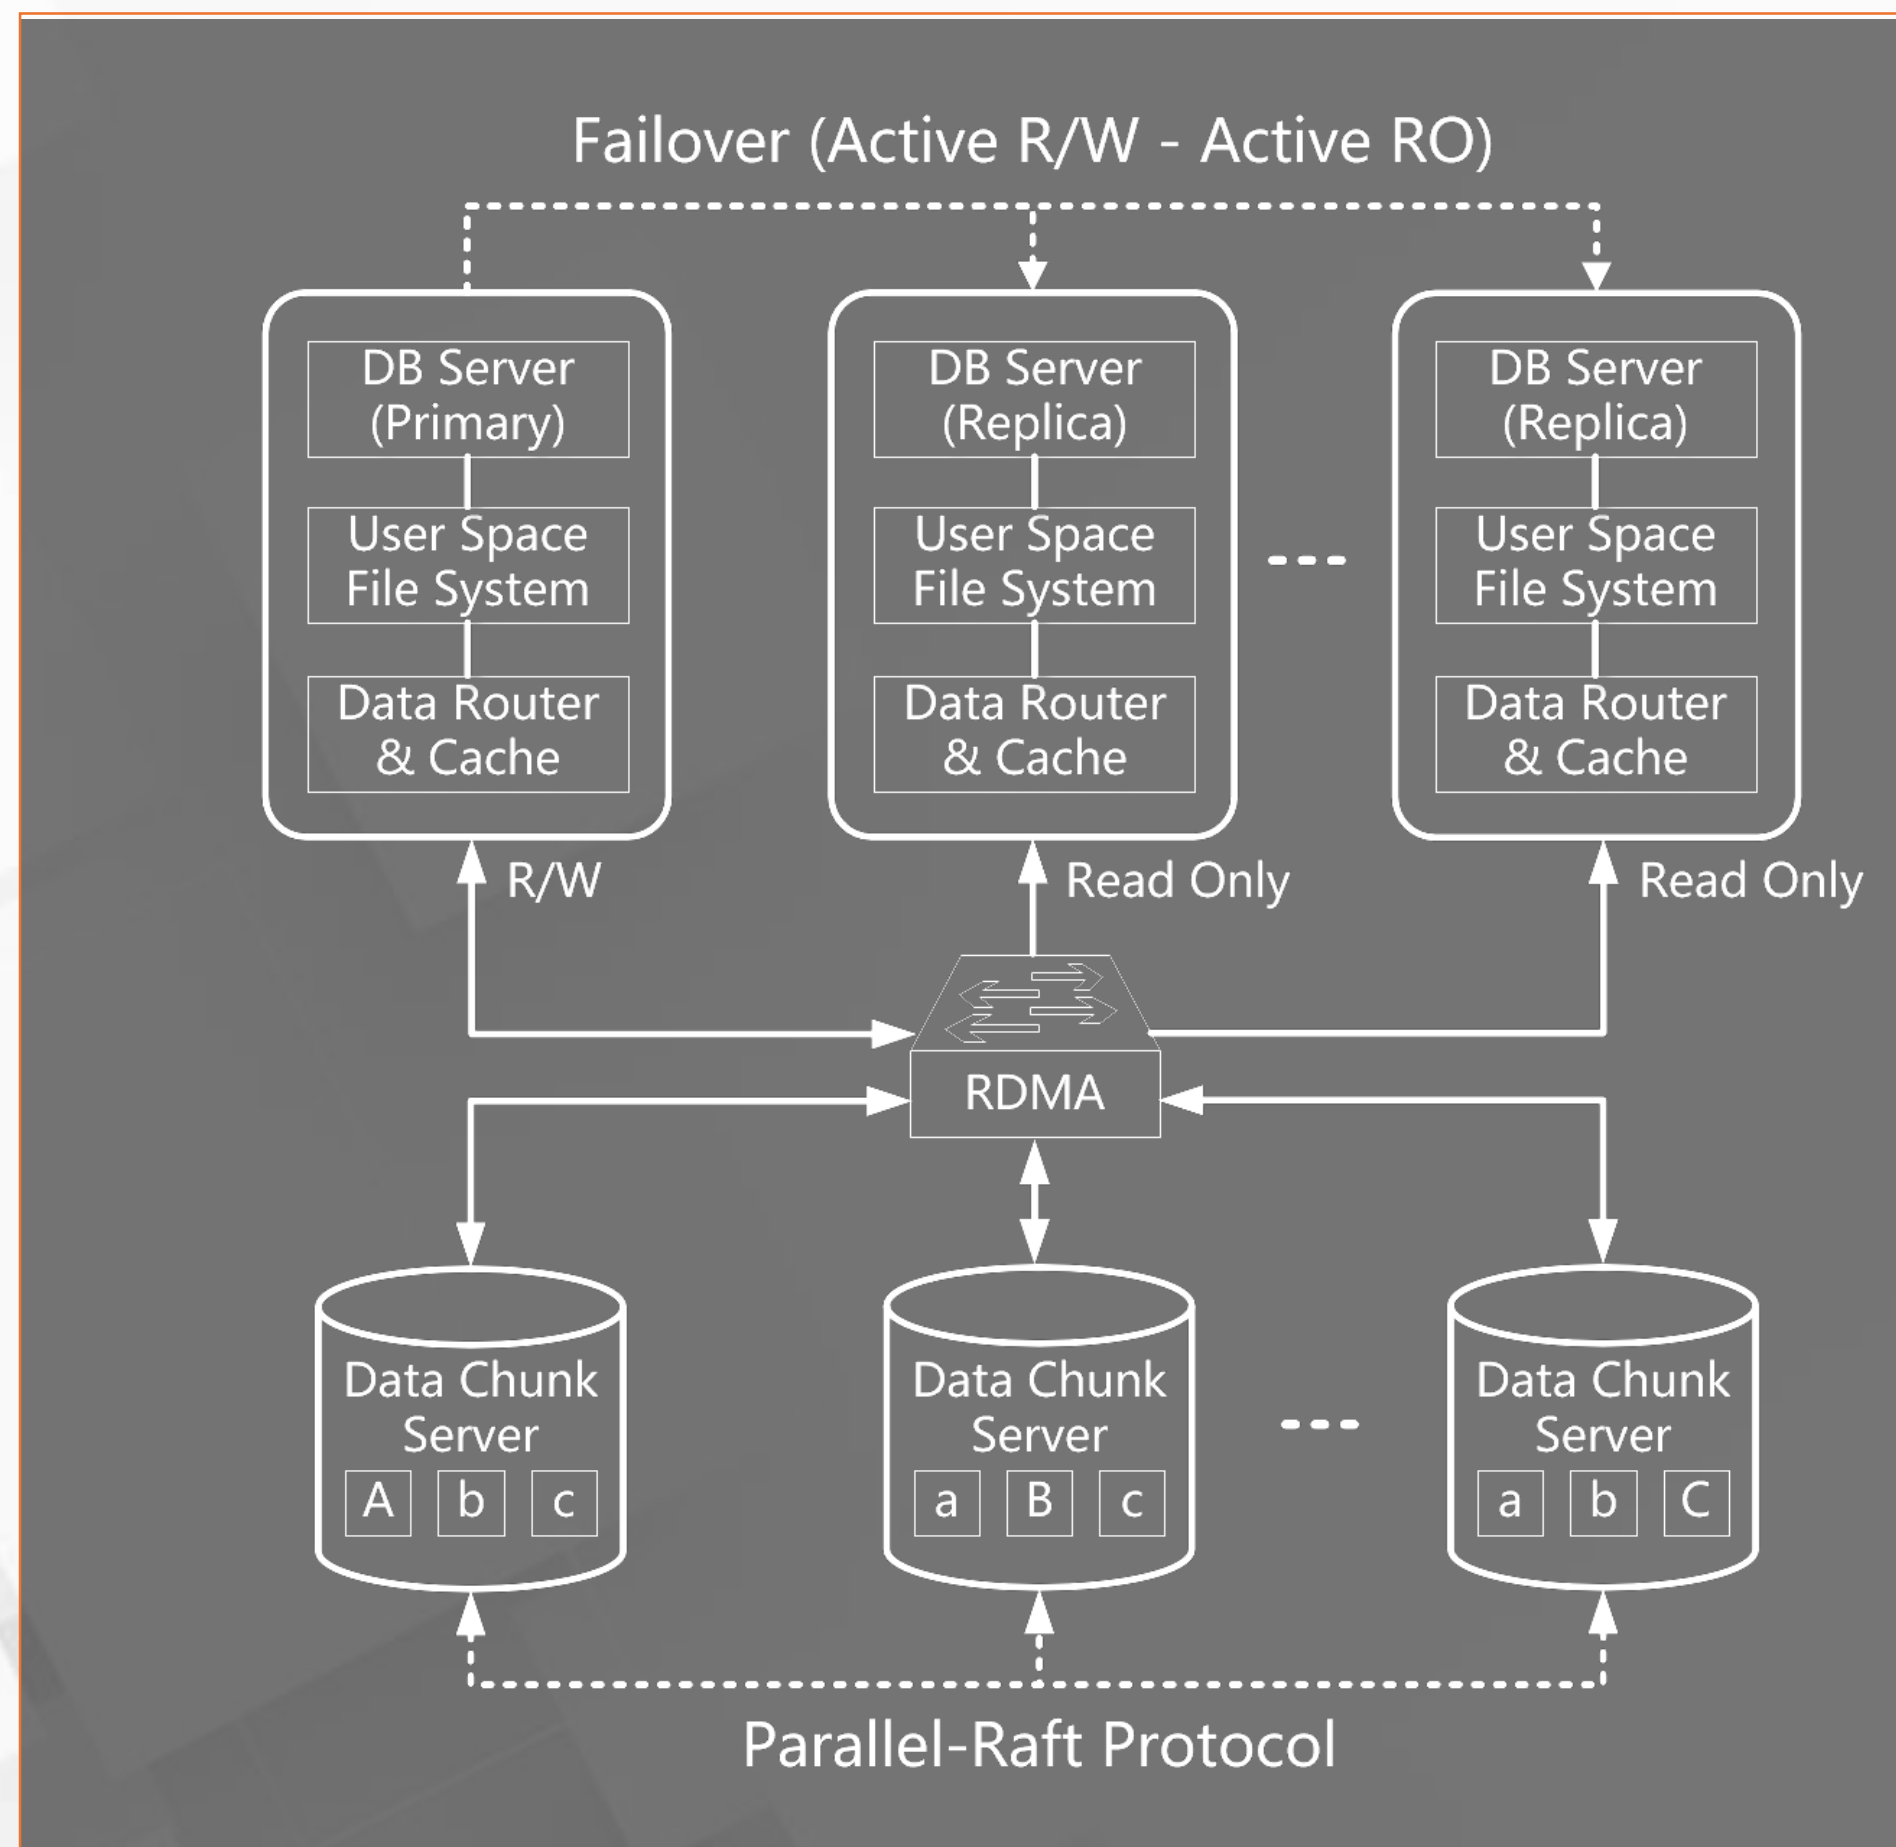 Failover (Active R/W - Active RO)
DB Server
(Primary)
User Space
File System
Data Router
& Cache
DB Server
(Replica)
User Space
File System
Data Router
& Cache
DB Server
(Replica)
User Space
File System
Data Router
& Cache
R/W
Read Only
Read Only
RDMA
Data Chunk
Server
A b c
Data Chunk
Server
a B c
Data Chunk
Server
a b C
Parallel-Raft Protocol